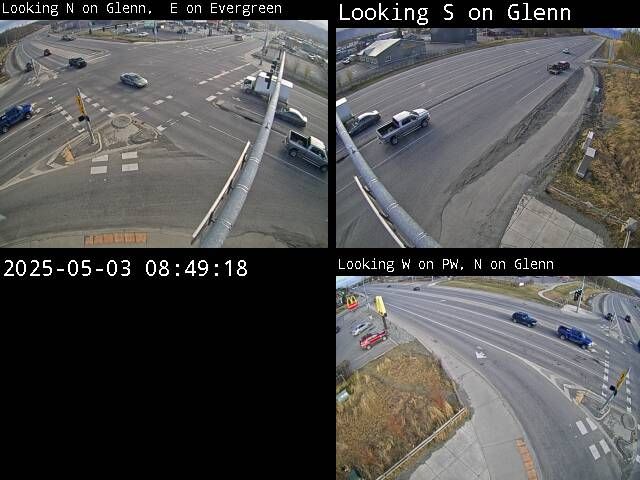 Looking N on Glenn,  E on Evergreen
Looking S on Glenn
2025-05-03 08:49:18
Looking W on PW, N on Glenn